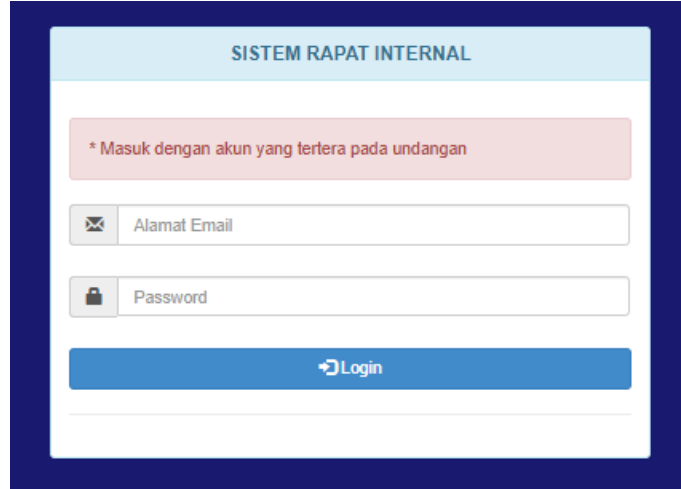 SISTEM RAPAT INTERNAL
* Masuk dengan akun yang tertera pada undangan
Alamat Email
Password
Login